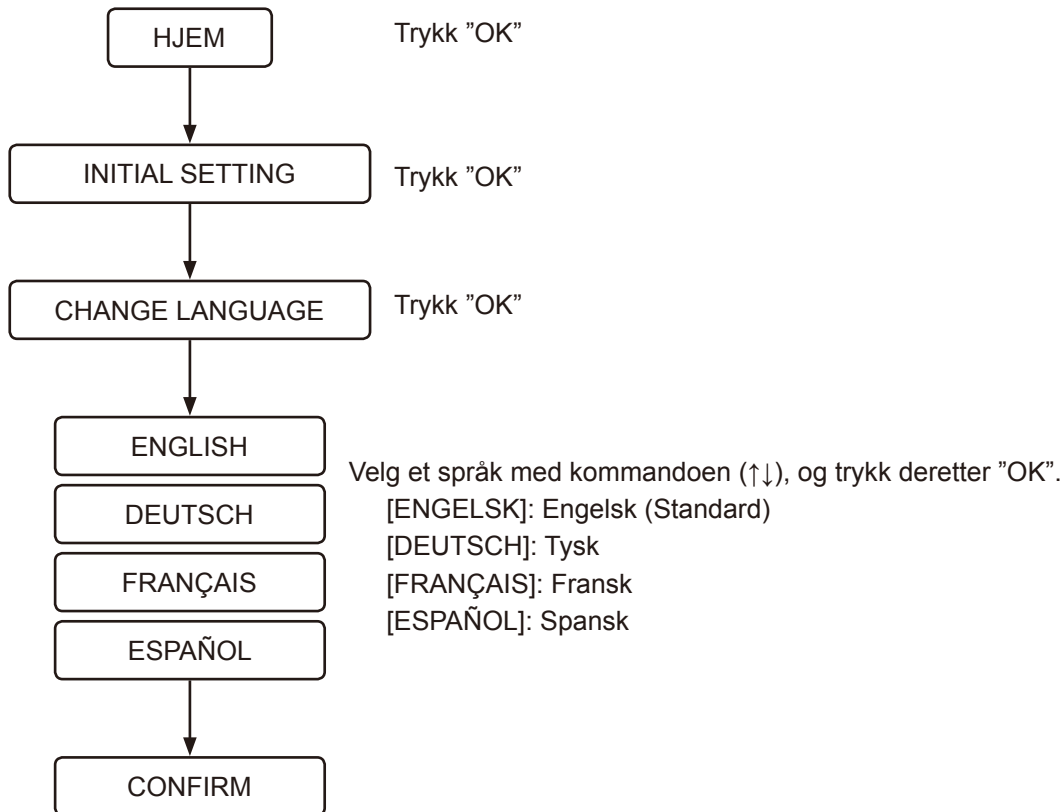 HJEM
Trykk ”OK”
INITIAL SETTING
Trykk ”OK”
CHANGE LANGUAGE
Trykk ”OK”
ENGLISH
Velg et språk med kommandoen (↑↓), og trykk deretter ”OK”.
DEUTSCH
[ENGELSK]: Engelsk (Standard)
[DEUTSCH]: Tysk
FRANÇAIS
[FRANÇAIS]: Fransk
[ESPAÑOL]: Spansk
ESPAÑOL
CONFIRM